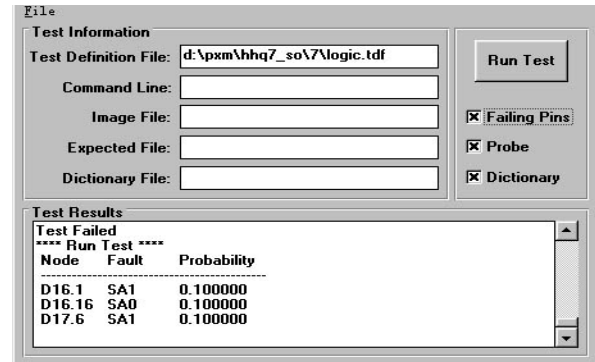 File
Test Information
Test Definition File: d:\pxm\hhq7_so\7\logic.tdf
Run Test
Command Line:
Image File:
Failing Pins
Expected File:
Probe
Dictionary File:
Dictionary
Test Results
Test Failed
**** Run Test ****
Node Fault Probability
---------------------------------------------
D16.1 SA1 0.100000
D16.16 SA0 0.100000
D17.6 SA1 0.100000